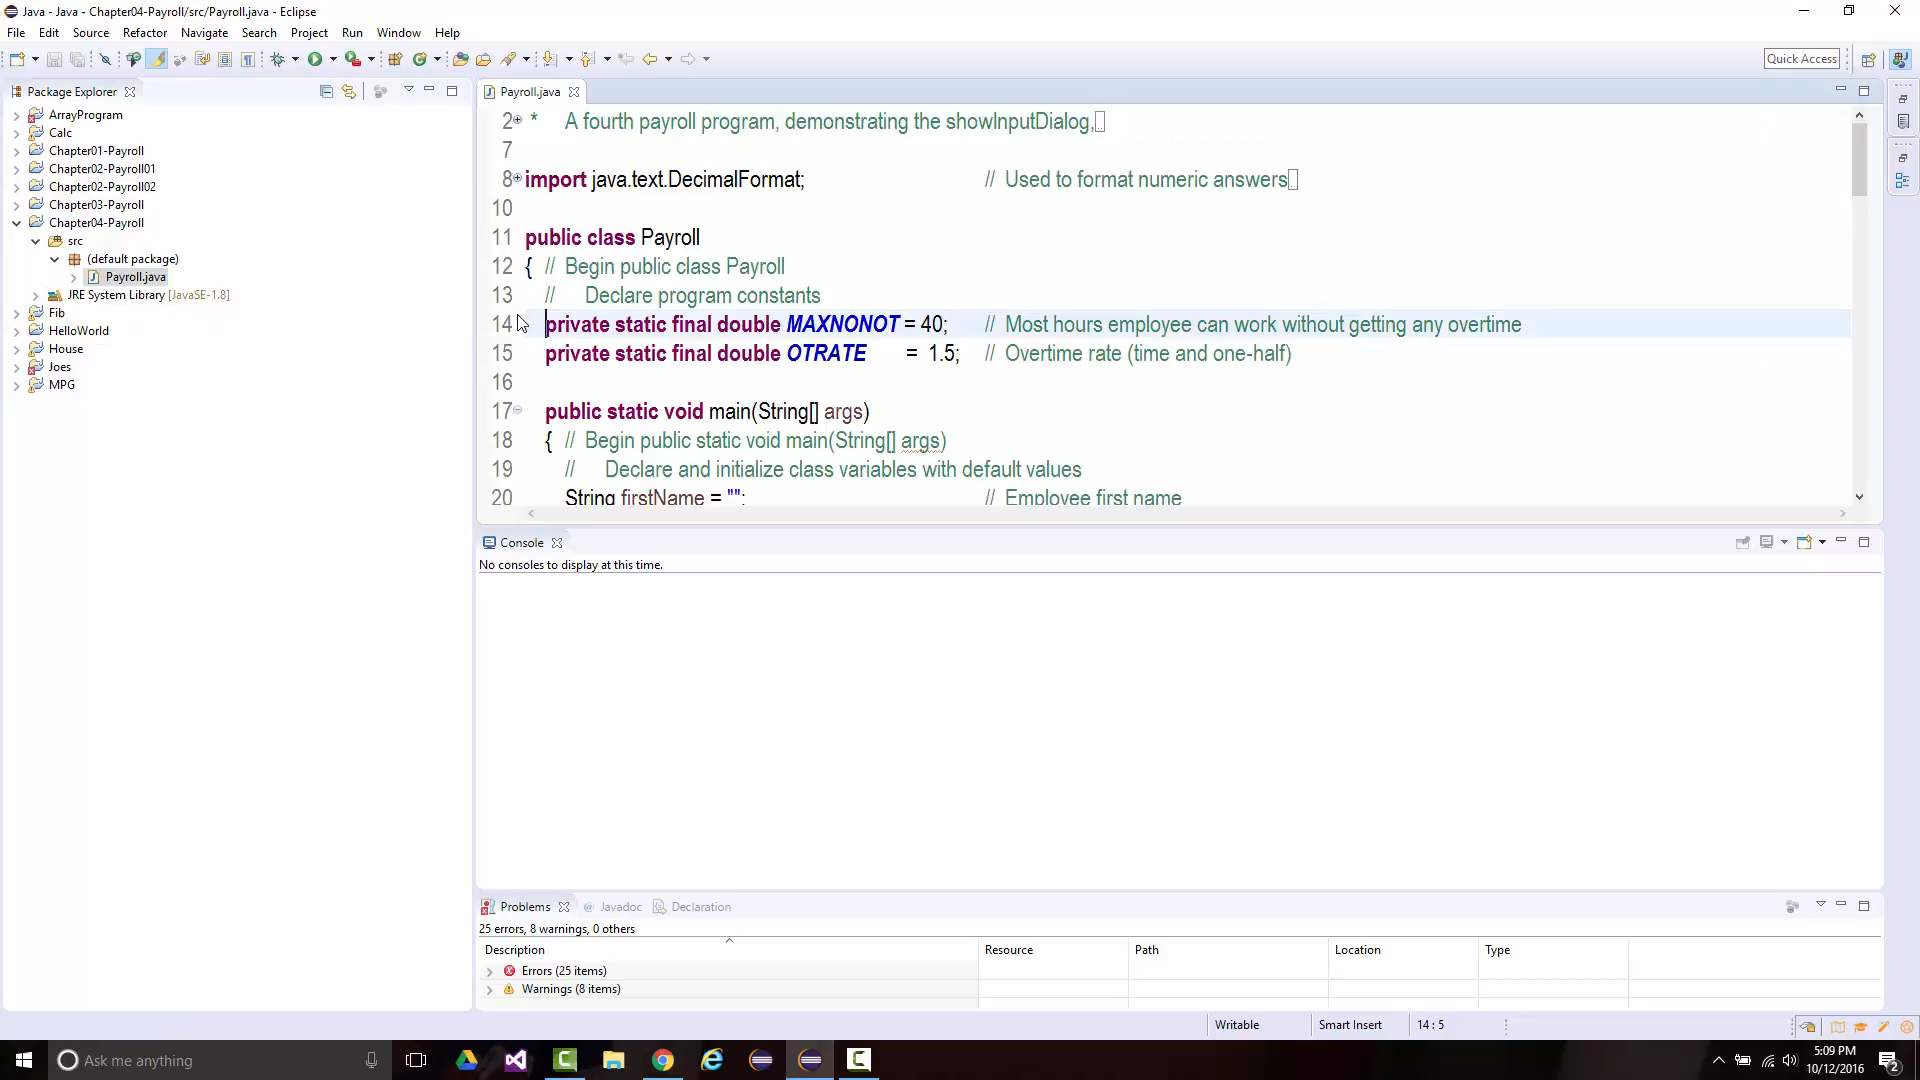 Java - Java - Chapter04-Payroll/src/Payroll.java - Eclipse
File Edit Source Refactor Navigate Search Project Run Window Help
Quick Access
Package Explorer
ArrayProgram
Calc
Chapter01-Payroll
Chapter02-Payroll01
Chapter02-Payroll02
Chapter03-Payroll
Chapter04-Payroll
src
(default package)
Payroll.java
JRE System Library [JavaSE-1.8]
Fib
HelloWorld
House
Joes
MPG
Payroll.java
2 * A fourth payroll program, demonstrating the showInputDialog,
7
8 import java.text.DecimalFormat; // Used to format numeric answers
10
11 public class Payroll
12 { // Begin public class Payroll
13 // Declare program constants
14 private static final double MAXNONOT = 40; // Most hours employee can work without getting any overtime
15 private static final double OTRATE = 1.5; // Overtime rate (time and one-half)
16
17 public static void main(String[] args)
18 { // Begin public static void main(String[] args)
19 // Declare and initialize class variables with default values
20 String firstName = ""; // Employee first name
Console
No consoles to display at this time.
Problems @ Javadoc Declaration
25 errors, 8 warnings, 0 others
Description Resource Path Location Type
Errors (25 items)
Warnings (8 items)
Writable Smart Insert 14 : 5
Ask me anything
5:09 PM
10/12/2016
2